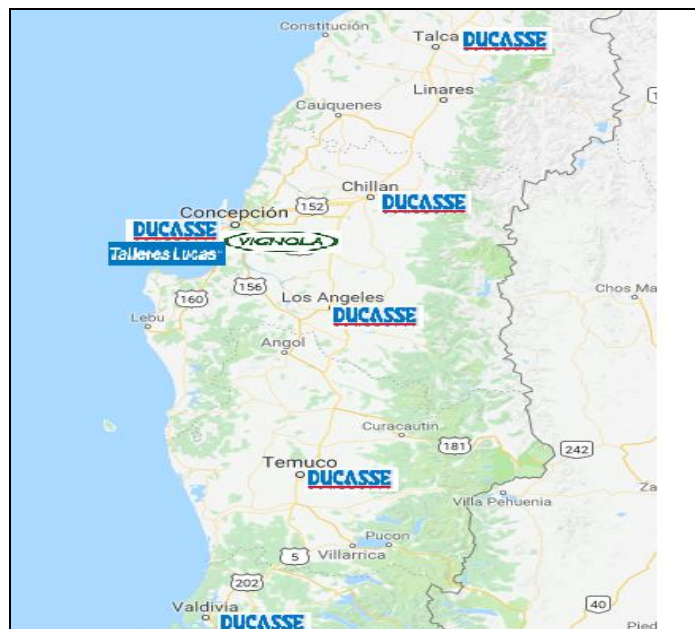 Constitución
Talca DUCASSE
Linares
Cauquenes
Chillan
152 DUCASSE
Concepción
DUCASSE
VIGNOLA
Talleres Lucas
156
160 Los Angeles
Lebu DUCASSE
Chos Ma
Angol
Curacautín
181
242
Temuco
DUCASSE
Za
Villa Pehuenia
Pucon
5 Villarrica
202
40
Valdivia
DUCASSE
Pied